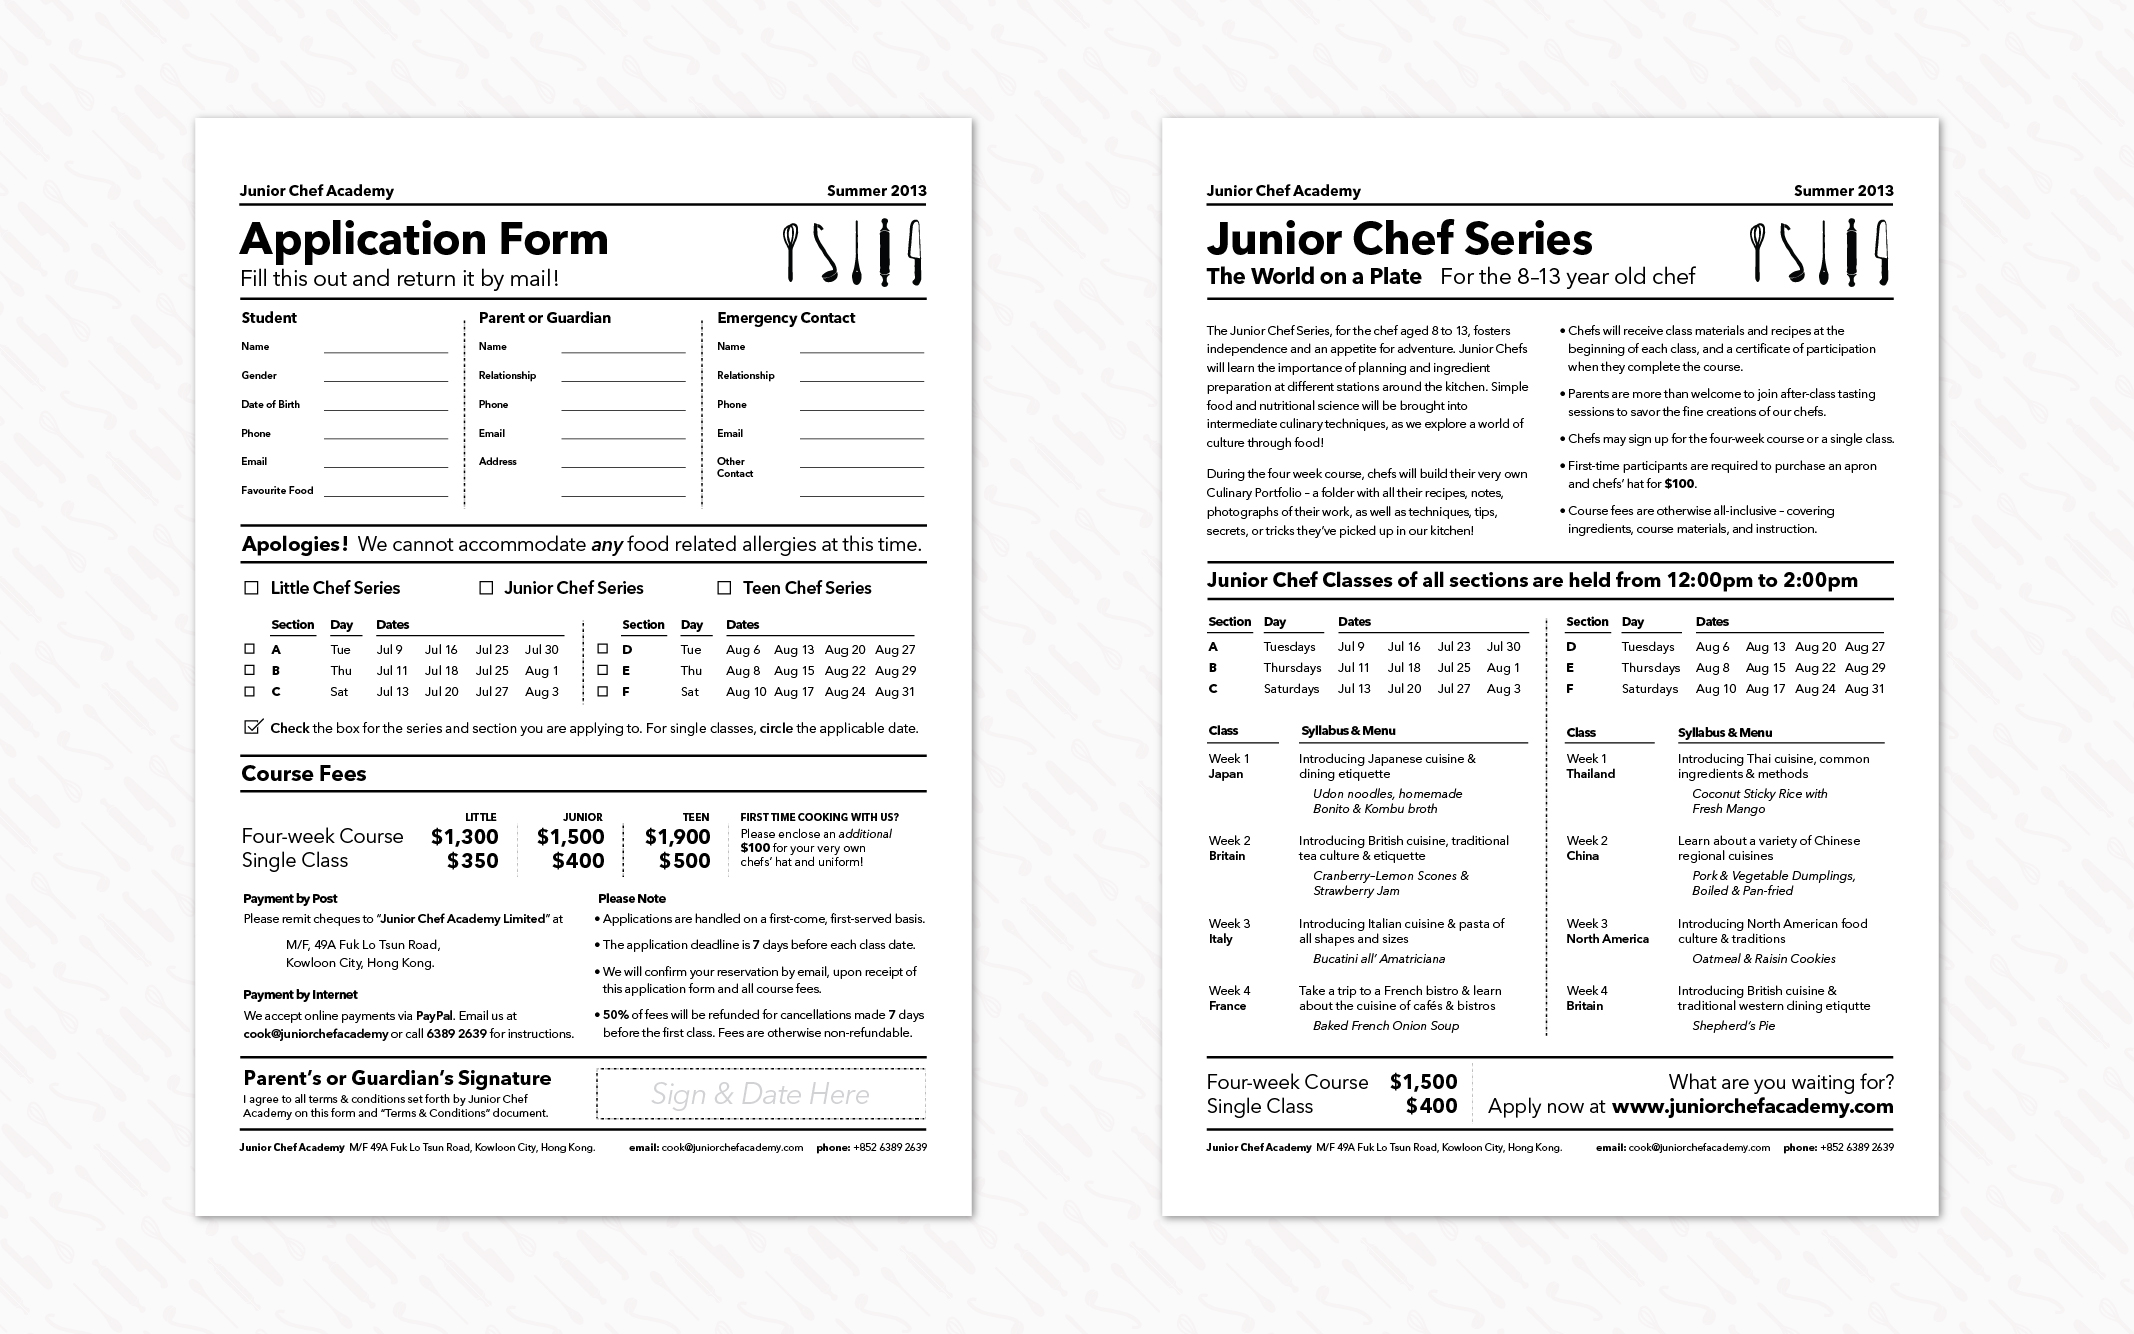 Junior Chef Academy Summer 2013
Application Form
Fill this out and return it by mail!
Student
Name
Gender
Date of Birth
Phone
Email
Favourite Food
Parent or Guardian
Name
Relationship
Phone
Email
Address
Emergency Contact
Name
Relationship
Phone
Email
Other
Contact
Apologies! We cannot accommodate any food related allergies at this time.
Little Chef Series Junior Chef Series Teen Chef Series
Section Day Dates
A Tue Jul 9 Jul 16 Jul 23 Jul 30
B Thu Jul 11 Jul 18 Jul 25 Aug 1
C Sat Jul 13 Jul 20 Jul 27 Aug 3
Section Day Dates
D Tue Aug 6 Aug 13 Aug 20 Aug 27
E Thu Aug 8 Aug 15 Aug 22 Aug 29
F Sat Aug 10 Aug 17 Aug 24 Aug 31
Check the box for the series and section you are applying to. For single classes, circle the applicable date.
Course Fees
LITTLE JUNIOR TEEN
Four-week Course $1,300 $1,500 $1,900
Single Class $350 $400 $500
FIRST TIME COOKING WITH US?
Please enclose an additional
$100 for your very own
chefs' hat and uniform!
Payment by Post
Please remit cheques to "Junior Chef Academy Limited" at
M/F, 49A Fuk Lo Tsun Road,
Kowloon City, Hong Kong.
Payment by Internet
We accept online payments via PayPal. Email us at
cook@juniorchefacademy or call 6389 2639 for instructions.
Please Note
• Applications are handled on a first-come, first-served basis.
• The application deadline is 7 days before each class date.
• We will confirm your reservation by email, upon receipt of
this application form and all course fees.
• 50% of fees will be refunded for cancellations made 7 days
before the first class. Fees are otherwise non-refundable.
Parent's or Guardian's Signature
I agree to all terms & conditions set forth by Junior Chef
Academy on this form and "Terms & Conditions" document.
Sign & Date Here
Junior Chef Academy M/F 49A Fuk Lo Tsun Road, Kowloon City, Hong Kong. email: cook@juniorchefacademy.com phone: +852 6389 2639
Junior Chef Academy Summer 2013
Junior Chef Series
The World on a Plate For the 8–13 year old chef
The Junior Chef Series, for the chef aged 8 to 13, fosters
independence and an appetite for adventure. Junior Chefs
will learn the importance of planning and ingredient
preparation at different stations around the kitchen. Simple
food and nutritional science will be brought into
intermediate culinary techniques, as we explore a world of
culture through food!
During the four week course, chefs will build their very own
Culinary Portfolio – a folder with all their recipes, notes,
photographs of their work, as well as techniques, tips,
secrets, or tricks they've picked up in our kitchen!
• Chefs will receive class materials and recipes at the
beginning of each class, and a certificate of participation
when they complete the course.
• Parents are more than welcome to join after-class tasting
sessions to savor the fine creations of our chefs.
• Chefs may sign up for the four-week course or a single class.
• First-time participants are required to purchase an apron
and chefs' hat for $100.
• Course fees are otherwise all-inclusive – covering
ingredients, course materials, and instruction.
Junior Chef Classes of all sections are held from 12:00pm to 2:00pm
Section Day Dates
A Tuesdays Jul 9 Jul 16 Jul 23 Jul 30
B Thursdays Jul 11 Jul 18 Jul 25 Aug 1
C Saturdays Jul 13 Jul 20 Jul 27 Aug 3
Class Syllabus & Menu
Week 1 Introducing Japanese cuisine &
Japan dining etiquette
Udon noodles, homemade
Bonito & Kombu broth
Week 2 Introducing British cuisine, traditional
Britain tea culture & etiquette
Cranberry–Lemon Scones &
Strawberry Jam
Week 3 Introducing Italian cuisine & pasta of
Italy all shapes and sizes
Bucatini all' Amatriciana
Week 4 Take a trip to a French bistro & learn
France about the cuisine of cafés & bistros
Baked French Onion Soup
Section Day Dates
D Tuesdays Aug 6 Aug 13 Aug 20 Aug 27
E Thursdays Aug 8 Aug 15 Aug 22 Aug 29
F Saturdays Aug 10 Aug 17 Aug 24 Aug 31
Class Syllabus & Menu
Week 1 Introducing Thai cuisine, common
Thailand ingredients & methods
Coconut Sticky Rice with
Fresh Mango
Week 2 Learn about a variety of Chinese
China regional cuisines
Pork & Vegetable Dumplings,
Boiled & Pan-fried
Week 3 Introducing North American food
North America culture & traditions
Oatmeal & Raisin Cookies
Week 4 Introducing British cuisine &
Britain traditional western dining etiqutte
Shepherd's Pie
Four-week Course $1,500
Single Class $400
What are you waiting for?
Apply now at www.juniorchefacademy.com
Junior Chef Academy M/F 49A Fuk Lo Tsun Road, Kowloon City, Hong Kong. email: cook@juniorchefacademy.com phone: +852 6389 2639